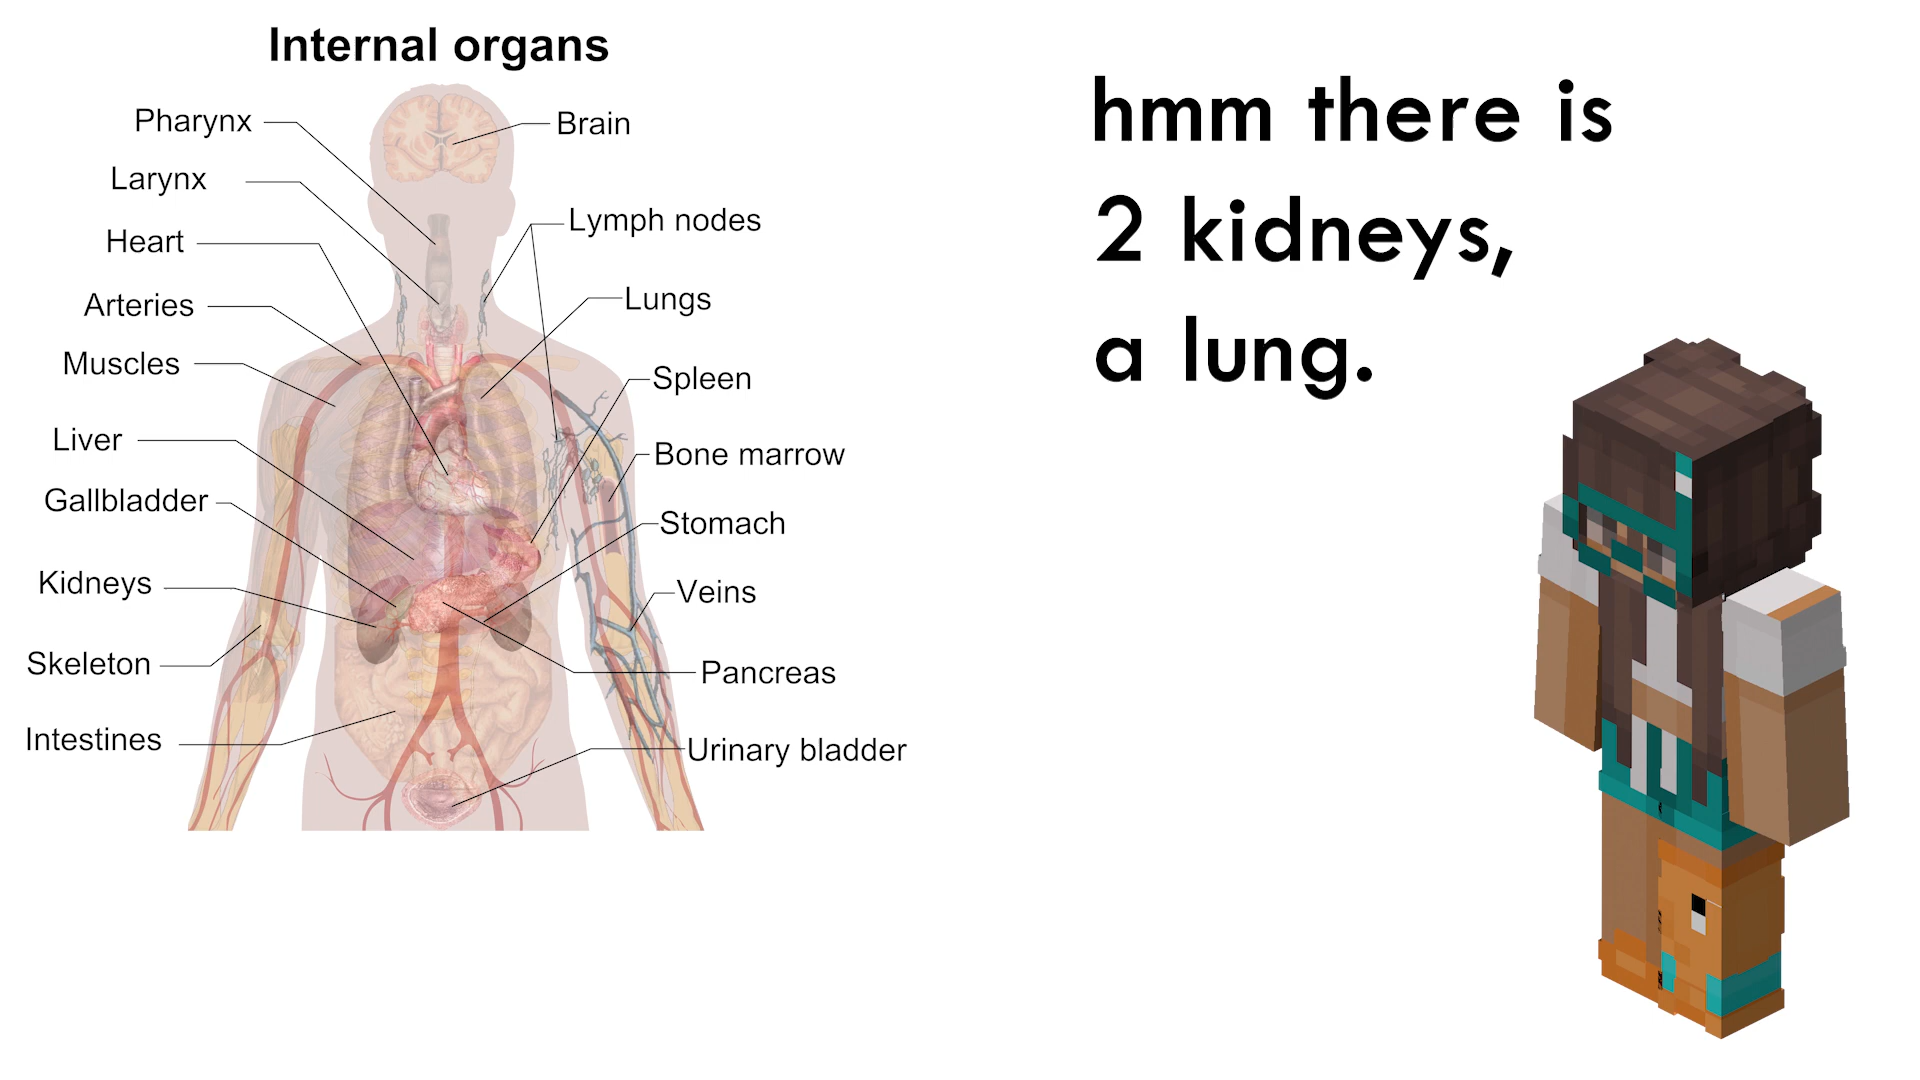 Internal organs
Pharynx
Larynx
Heart
Arteries
Muscles
Liver
Gallbladder
Kidneys
Skeleton
Intestines
Brain
Lymph nodes
Lungs
Spleen
Bone marrow
Stomach
Veins
Pancreas
Urinary bladder
hmm there is
2 kidneys,
a lung.